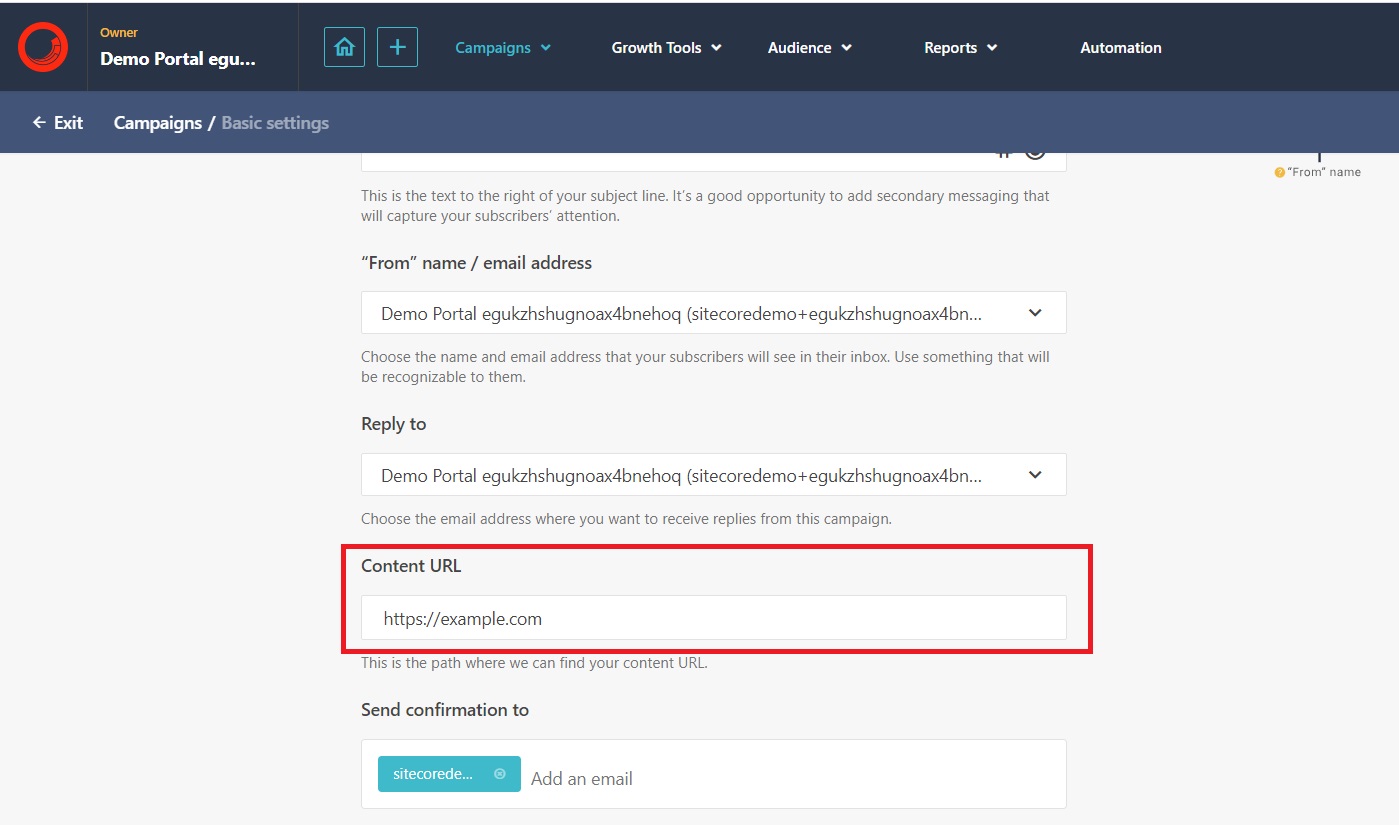 Owner
Demo Portal egu...
Campaigns
Growth Tools
Audience
Reports
Automation
Exit
Campaigns / Basic settings
"From" name
This is the text to the right of your subject line. It's a good opportunity to add secondary messaging that
will capture your subscribers' attention.
“From” name / email address
Demo Portal egukzhshugnoax4bnehoq (sitecoredemo+egukzhshugnoax4bn...
Choose the name and email address that your subscribers will see in their inbox. Use something that will
be recognizable to them.
Reply to
Demo Portal egukzhshugnoax4bnehoq (sitecoredemo+egukzhshugnoax4bn...
Choose the email address where you want to receive replies from this campaign.
Content URL
https://example.com
This is the path where we can find your content URL.
Send confirmation to
sitecorede...
Add an email